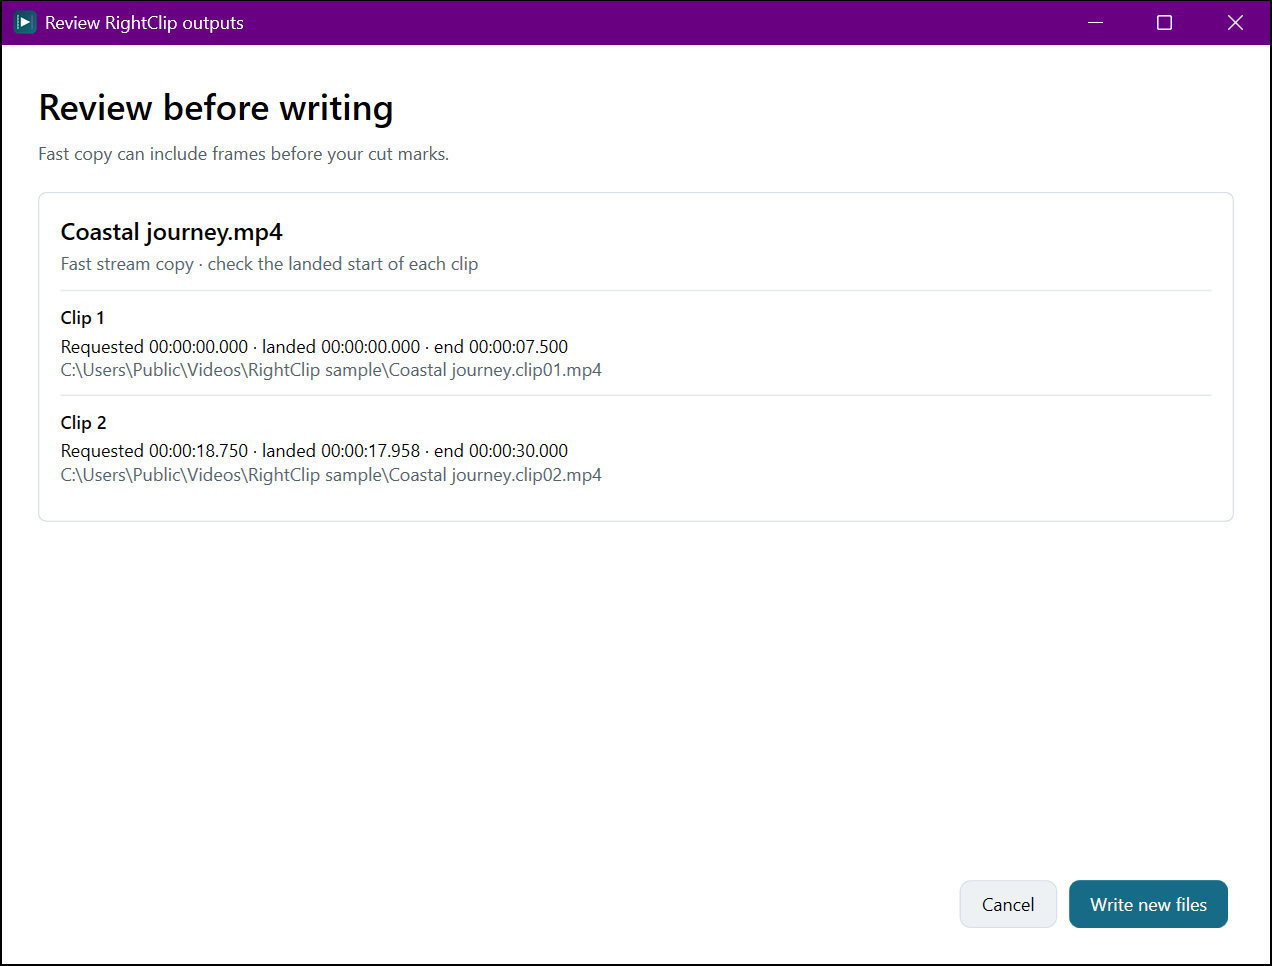 Review RightClip outputs
Review before writing
Fast copy can include frames before your cut marks.
Coastal journey.mp4
Fast stream copy · check the landed start of each clip
Clip 1
Requested 00:00:00.000 · landed 00:00:00.000 · end 00:00:07.500
C:\Users\Public\Videos\RightClip sample\Coastal journey.clip01.mp4
Clip 2
Requested 00:00:18.750 · landed 00:00:17.958 · end 00:00:30.000
C:\Users\Public\Videos\RightClip sample\Coastal journey.clip02.mp4
Cancel
Write new files